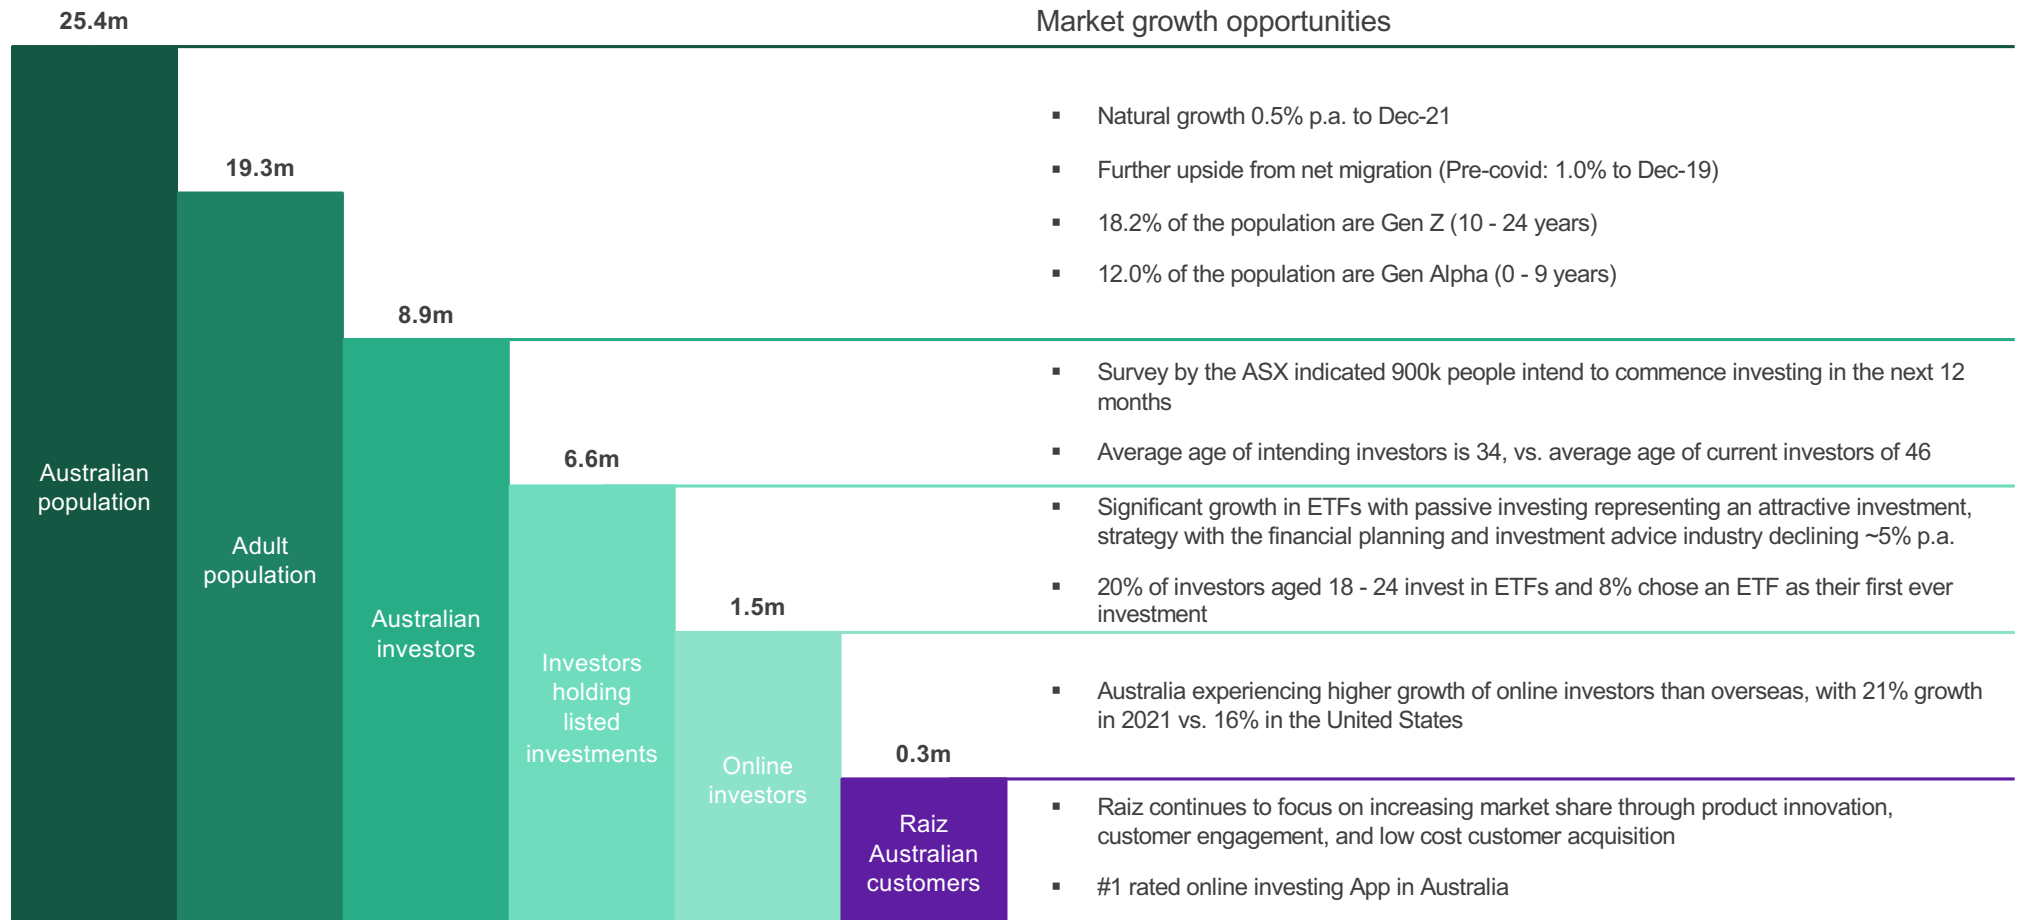 25.4m
Market growth opportunities
▪ Natural growth 0.5% p.a. to Dec-21
19.3m
▪ Further upside from net migration (Pre-covid: 1.0% to Dec-19)
▪ 18.2% of the population are Gen Z (10 - 24 years)
▪ 12.0% of the population are Gen Alpha (0 - 9 years)
8.9m
▪ Survey by the ASX indicated 900k people intend to commence investing in the next 12
months
▪ Average age of intending investors is 34, vs. average age of current investors of 46
6.6m
Australian
population
▪ Significant growth in ETFs with passive investing representing an attractive investment,
strategy with the financial planning and investment advice industry declining ~5% p.a.
Adult
population
▪ 20% of investors aged 18 - 24 invest in ETFs and 8% chose an ETF as their first ever
investment
1.5m
Australian
investors
Investors
holding
listed
investments
▪ Australia experiencing higher growth of online investors than overseas, with 21% growth
in 2021 vs. 16% in the United States
0.3m
Online
investors
▪ Raiz continues to focus on increasing market share through product innovation,
customer engagement, and low cost customer acquisition
Raiz
Australian
customers
▪ #1 rated online investing App in Australia